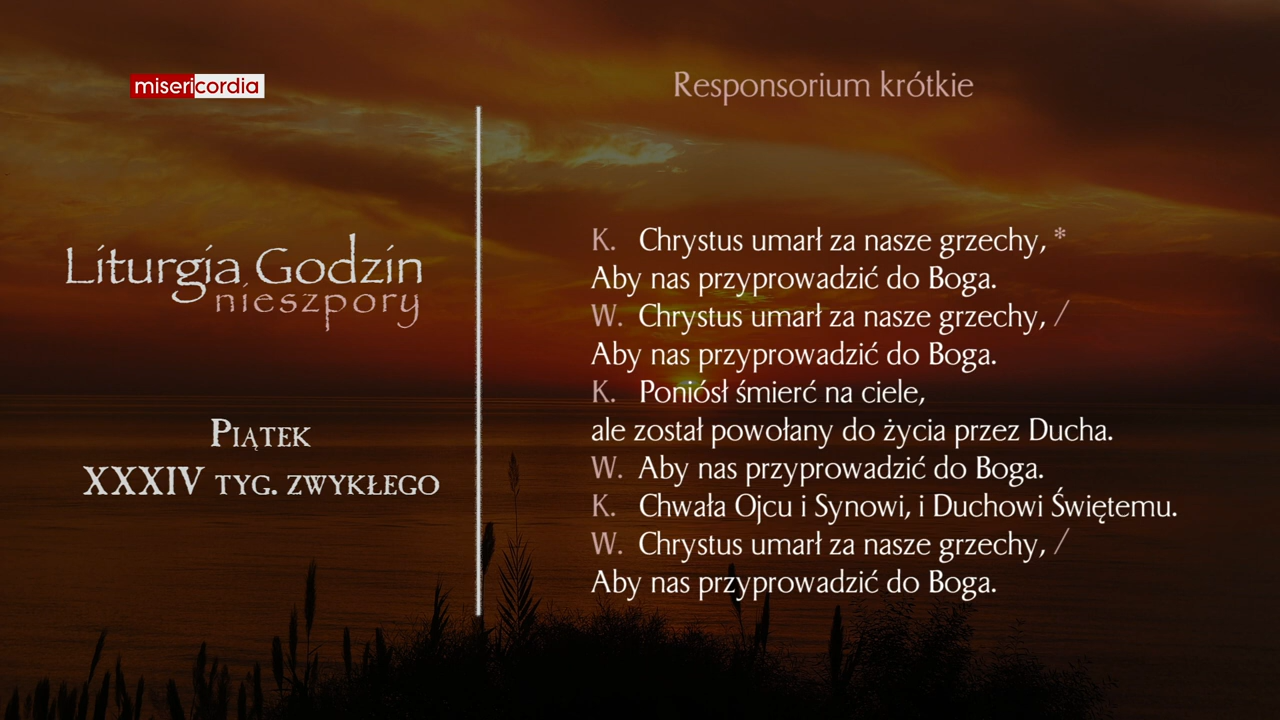 misericordia
Liturgia Godzin
nieszpory
Piątek
XXXIV tyg. zwykłego
Responsorium krótkie
K. Chrystus umarł za nasze grzechy, *
Aby nas przyprowadzić do Boga.
W. Chrystus umarł za nasze grzechy, /
Aby nas przyprowadzić do Boga.
K. Poniósł śmierć na ciele,
ale został powołany do życia przez Ducha.
W. Aby nas przyprowadzić do Boga.
K. Chwała Ojcu i Synowi, i Duchowi Świętemu.
W. Chrystus umarł za nasze grzechy, /
Aby nas przyprowadzić do Boga.